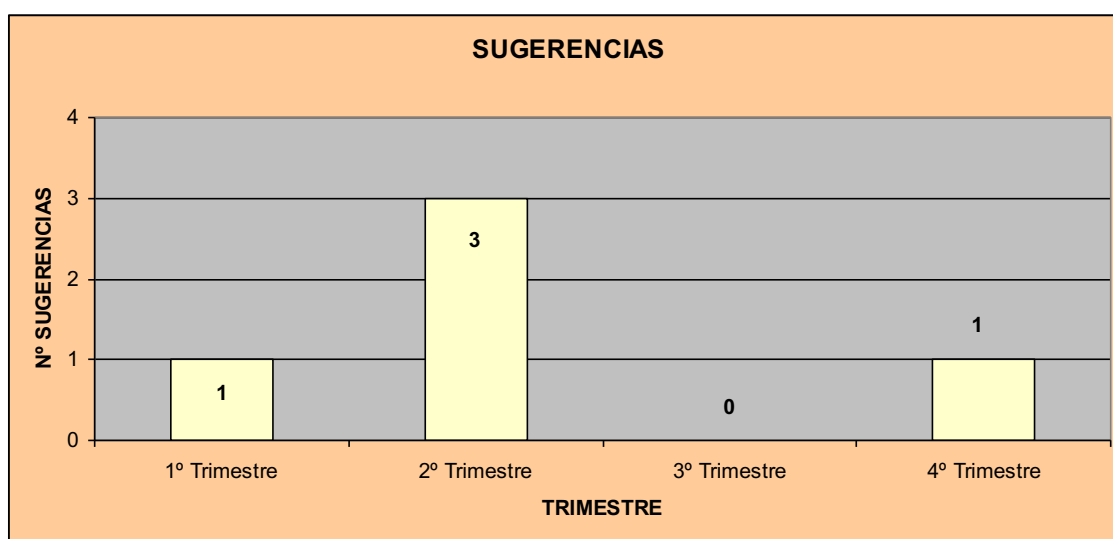 SUGERENCIAS
4
3
2
1
0
Nº SUGERENCIAS
1
3
0
1
1º Trimestre
2º Trimestre
3º Trimestre
4º Trimestre
TRIMESTRE